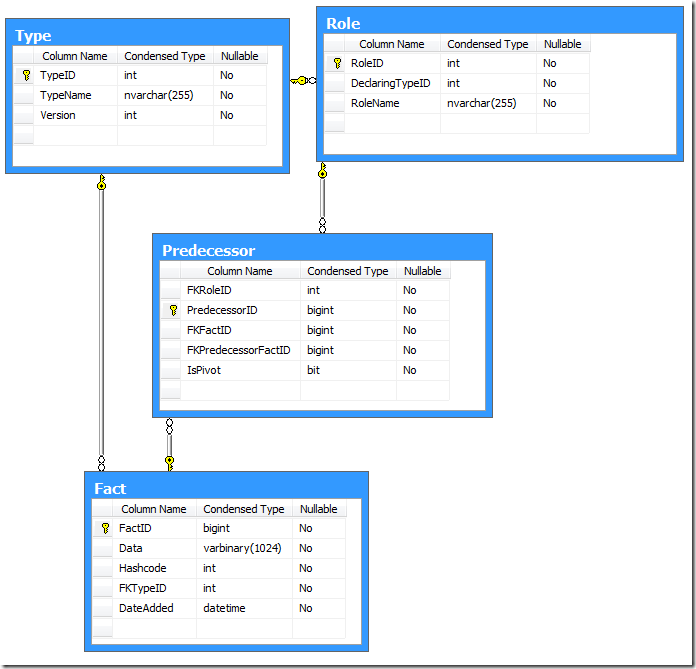 Type
Column Name Condensed Type Nullable
TypeID int No
TypeName nvarchar(255) No
Version int No
Role
Column Name Condensed Type Nullable
RoleID int No
DeclaringTypeID int No
RoleName nvarchar(255) No
Predecessor
Column Name Condensed Type Nullable
FKRoleID int No
PredecessorID bigint No
FKFactID bigint No
FKPredecessorFactID bigint No
IsPivot bit No
Fact
Column Name Condensed Type Nullable
FactID bigint No
Data varbinary(1024) No
Hashcode int No
FKTypeID int No
DateAdded datetime No